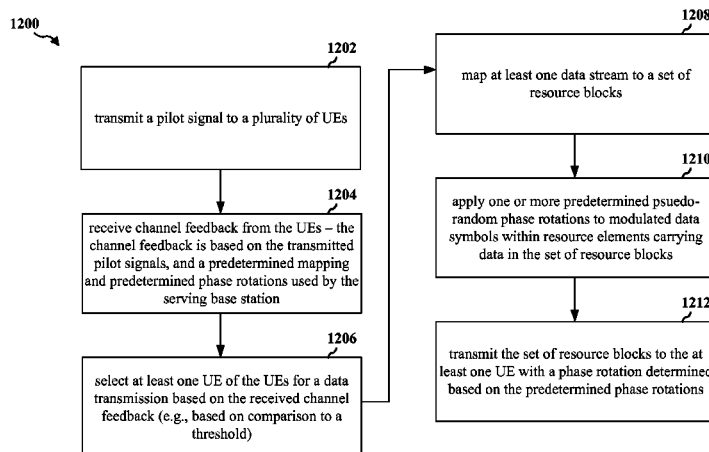 1200
1202
transmit a pilot signal to a plurality of UEs
1204
receive channel feedback from the UEs – the
channel feedback is based on the transmitted
pilot signals, and a predetermined mapping
and predetermined phase rotations used by the
serving base station
1206
select at least one UE of the UEs for a data
transmission based on the received channel
feedback (e.g., based on comparison to a
threshold)
1208
map at least one data stream to a set of
resource blocks
1210
apply one or more predetermined psuedo-
random phase rotations to modulated data
symbols within resource elements carrying
data in the set of resource blocks
1212
transmit the set of resource blocks to the at
least one UE with a phase rotation determined
based on the predetermined phase rotations